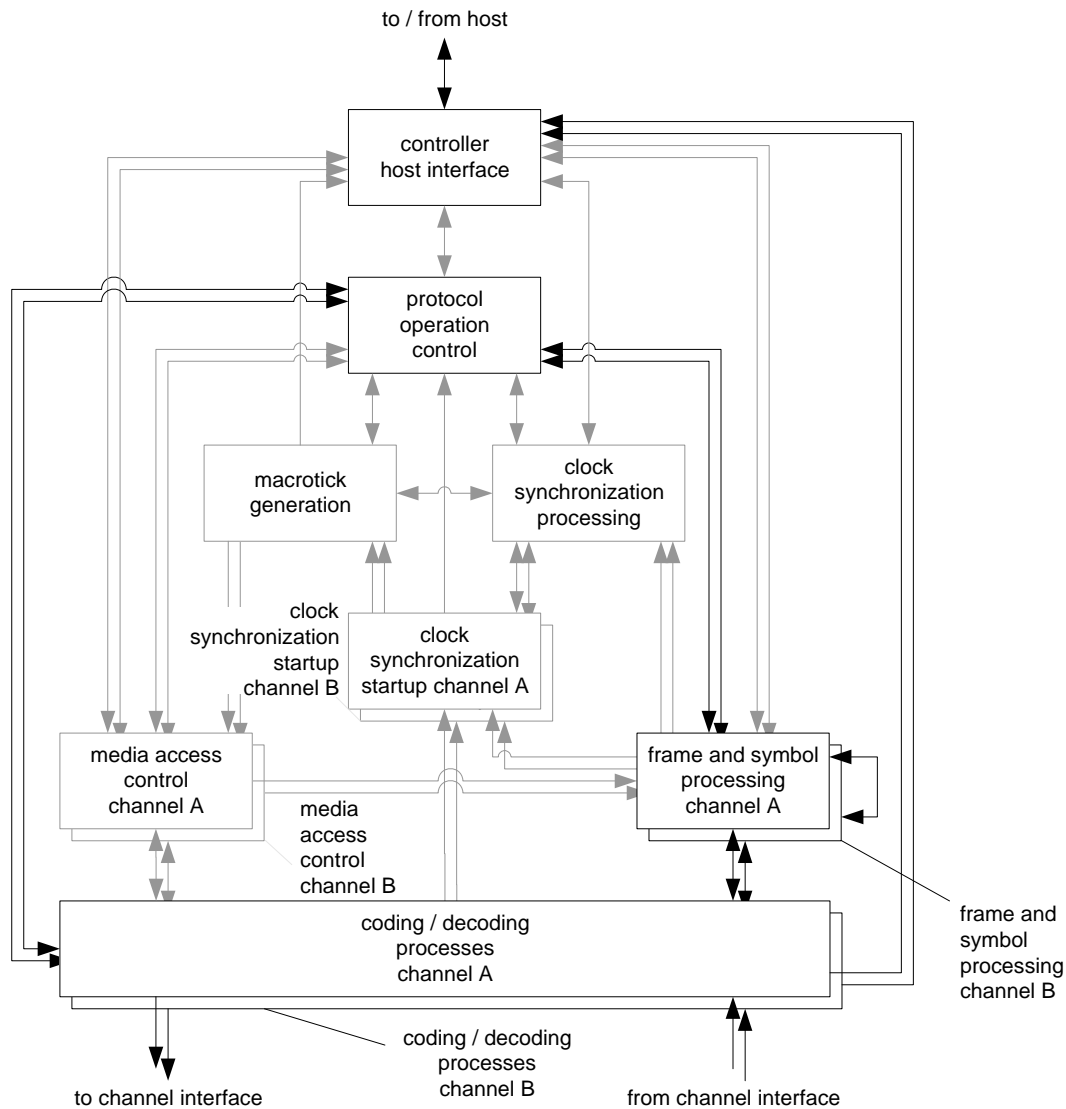 to / from host
controller
host interface
protocol
operation
control
macrotick
generation
clock
synchronization
processing
clock
synchronization
startup
channel B
clock
synchronization
startup channel A
media access
control
channel A
media
access
control
channel B
frame and symbol
processing
channel A
frame and
symbol
processing
channel B
coding / decoding
processes
channel A
coding / decoding
processes
channel B
to channel interface
from channel interface